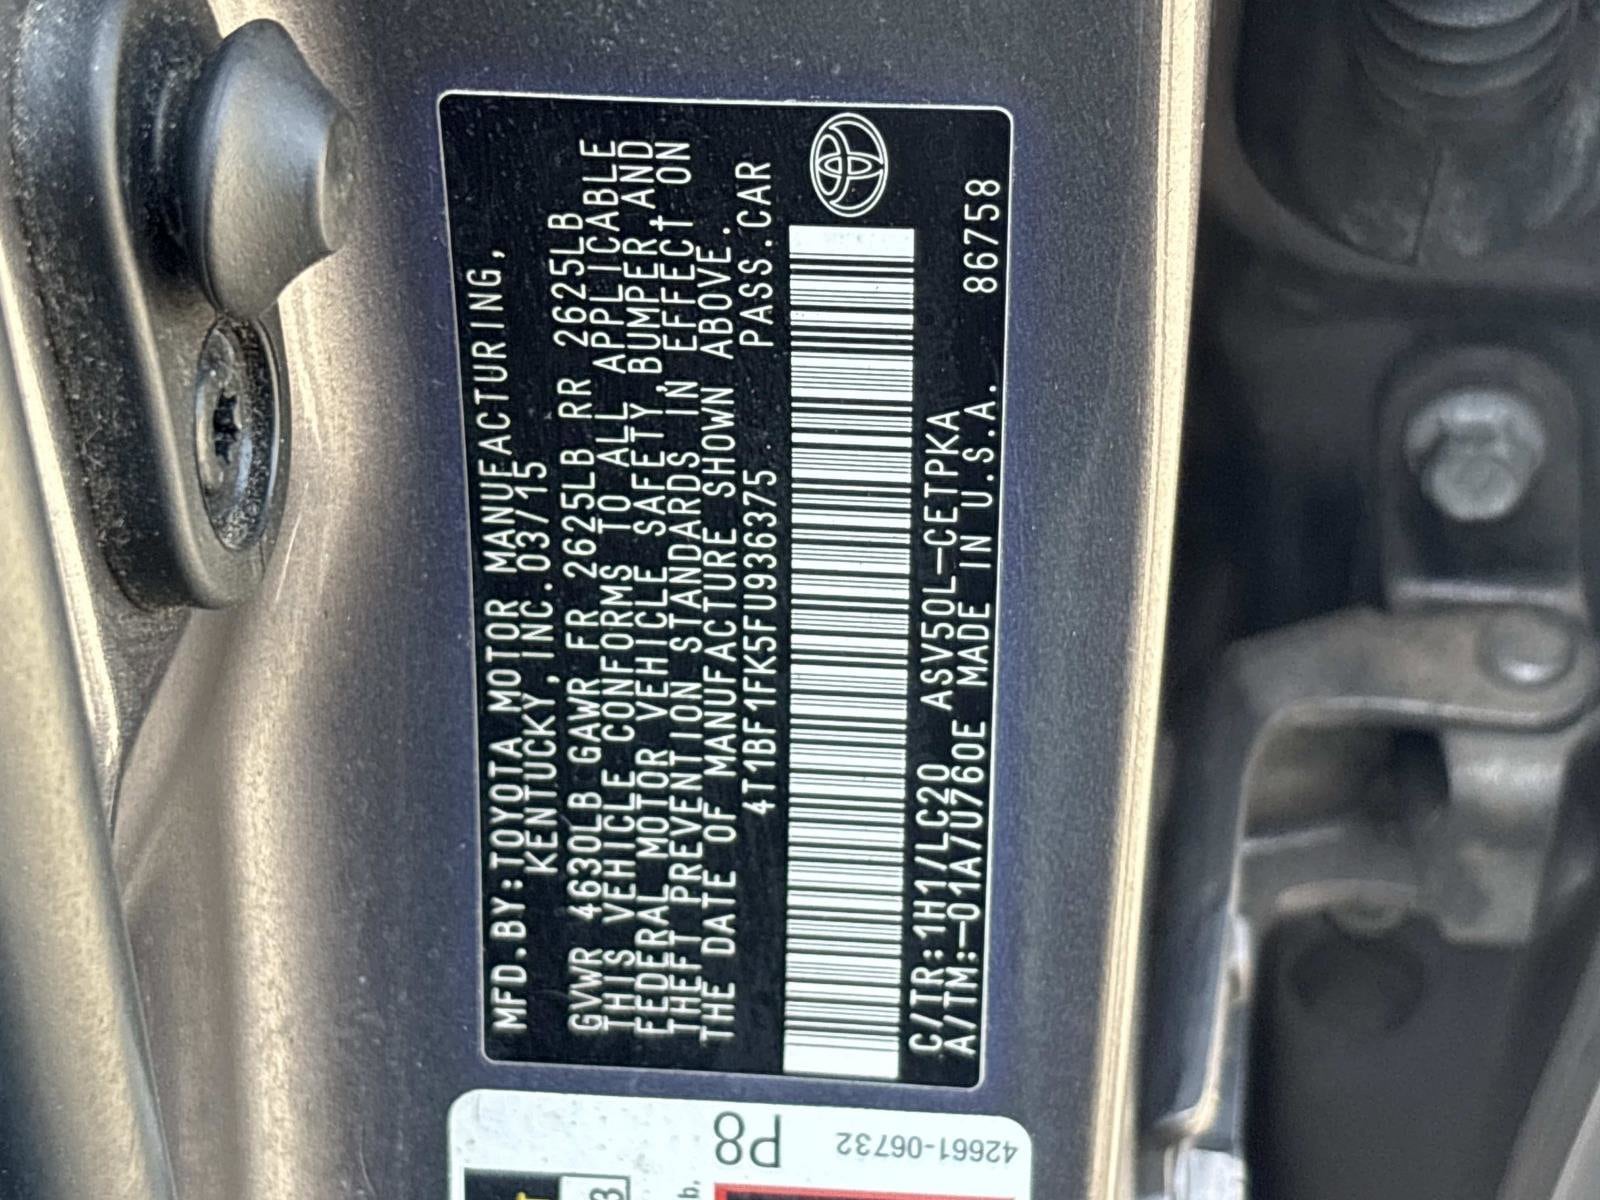 MFD.BY:TOYOTA MOTOR MANUFACTURING,
KENTUCKY, INC.03/15
GVWR 4630LB GAWR FR 2625LB RR 2625LB
THIS VEHICLE CONFORMS TO ALL APPLICABLE
FEDERAL MOTOR VEHICLE SAFETY, BUMPER AND
THEFT PREVENTION STANDARDS IN EFFECT ON
THE DATE OF MANUFACTURE SHOWN ABOVE.
4T1BF1FK5FU936375 PASS.CAR
C/TR:1H1/LC20 ASV50L-CETPKA 86758
A/TM:-01A/U760E MADE IN U.S.A.
P8
42661-06732